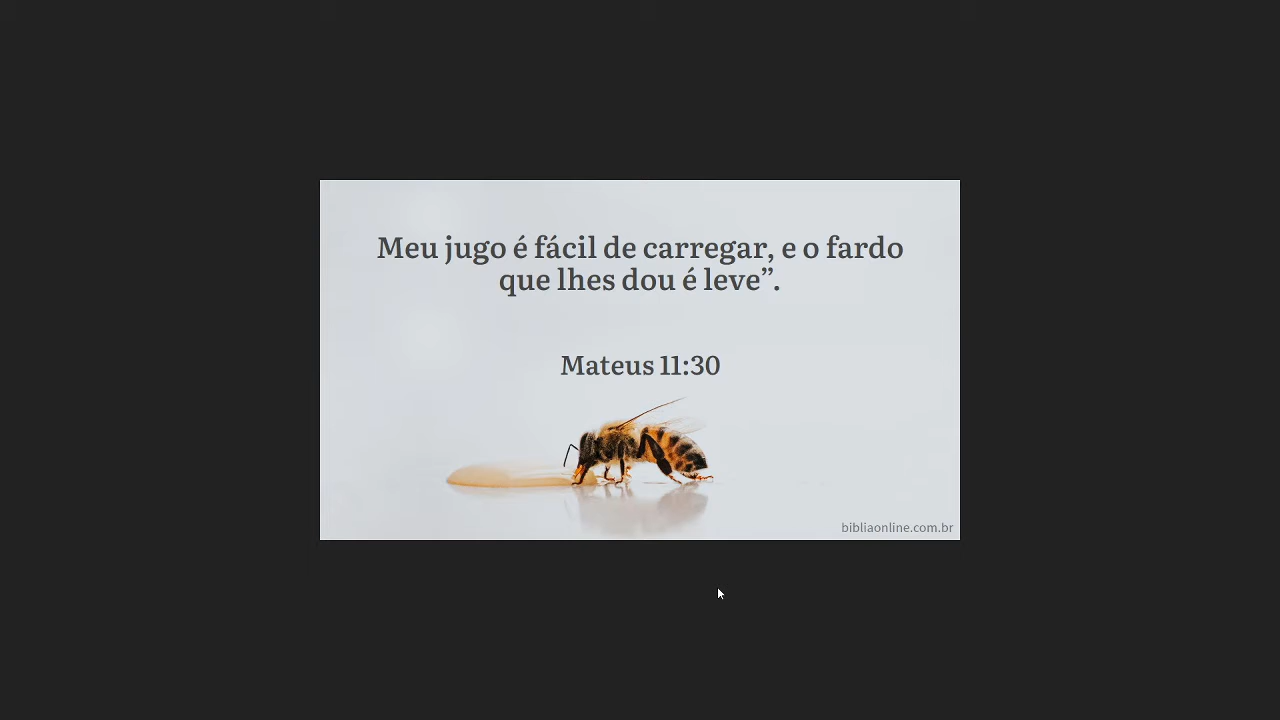 Meu jugo é fácil de carregar, e o fardo
que lhes dou é leve”.
Mateus 11:30
bibliaonline.com.br